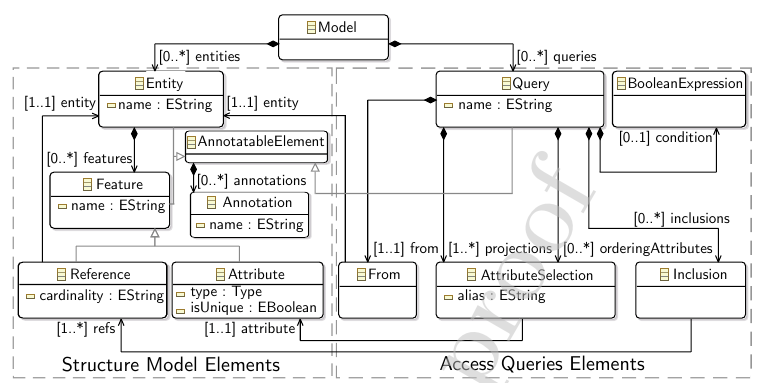 Model
[0..*] entities
[0..*] queries
Entity
name : EString
Query
name : EString
BooleanExpression
[1..1] entity
[1..1] entity
[0..1] condition
AnnotatableElement
[0..*] features
[0..*] annotations
Feature
name : EString
Annotation
name : EString
[0..*] inclusions
[1..1] from
[1..*] projections
[0..*] orderingAttributes
Reference
cardinality : EString
Attribute
type : Type
isUnique : EBoolean
From
AttributeSelection
alias : EString
Inclusion
[1..*] refs
[1..1] attribute
Structure Model Elements
Access Queries Elements
proof